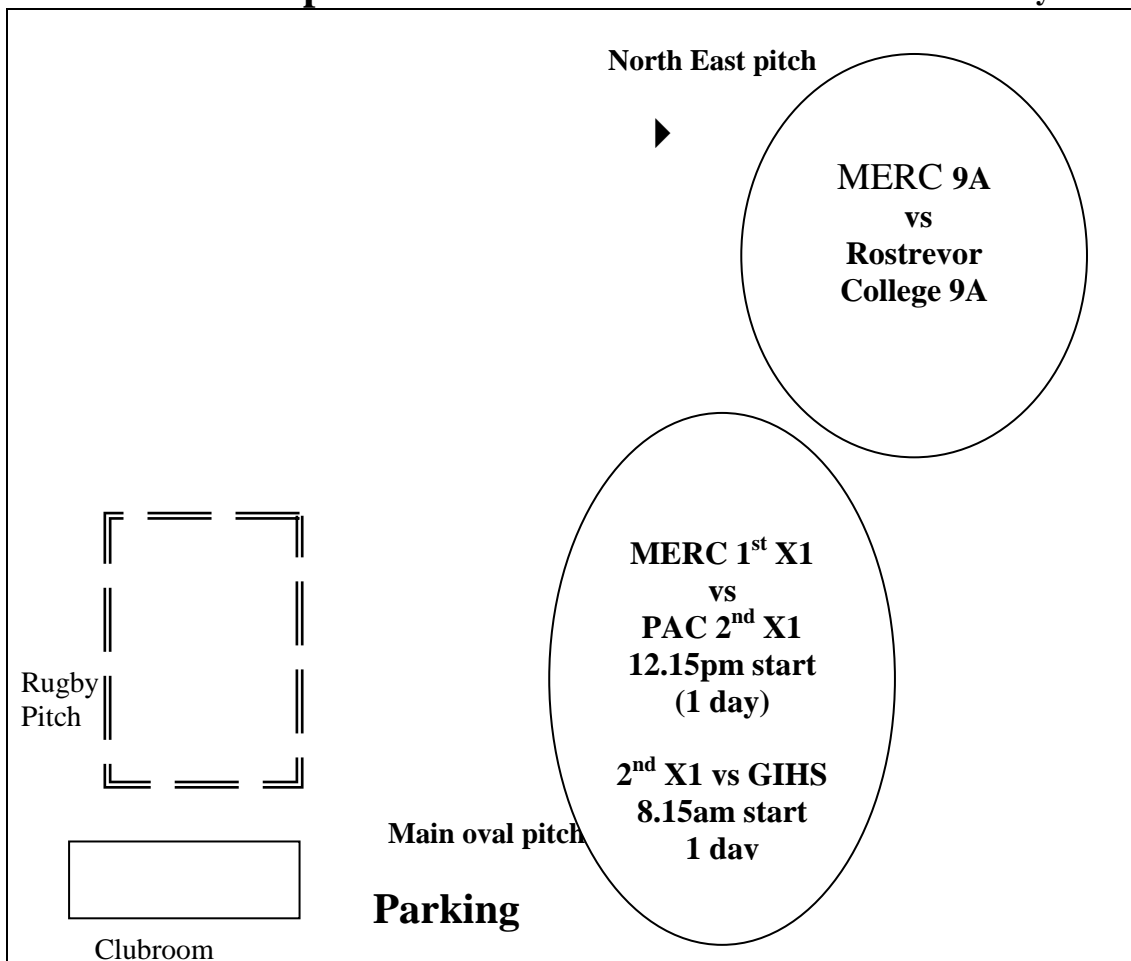 North East pitch
MERC 9A
vs
Rostrevor
College 9A
MERC 1st X1
vs
PAC 2nd X1
12.15pm start
(1 day)
2nd X1 vs GIHS
8.15am start
1 day
Rugby
Pitch
Main oval pitch
Parking
Clubroom